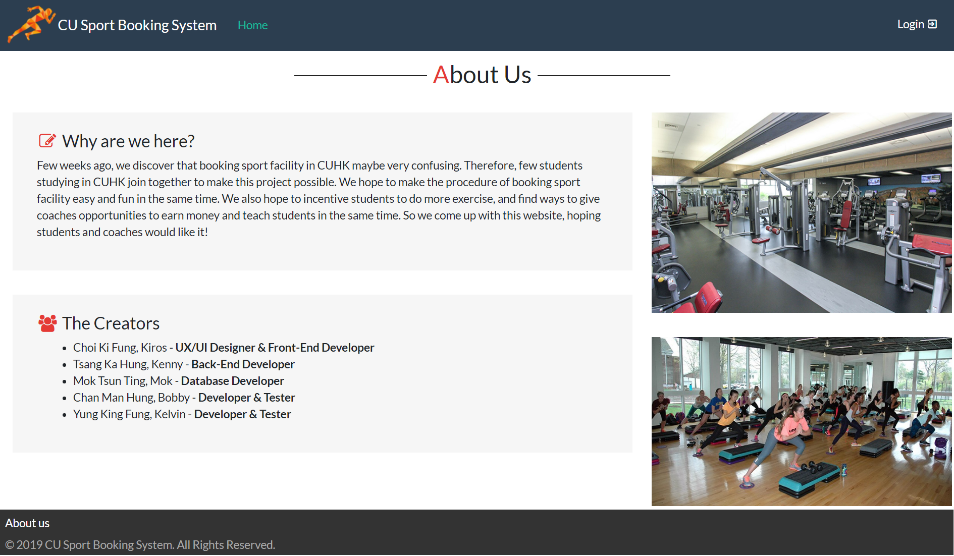 CU Sport Booking System Home Login
About Us
Why are we here?
Few weeks ago, we discover that booking sport facility in CUHK maybe very confusing. Therefore, few students
studying in CUHK join together to make this project possible. We hope to make the procedure of booking sport
facility easy and fun in the same time. We also hope to incentive students to do more exercise, and find ways to give
coaches opportunities to earn money and teach students in the same time. So we come up with this website, hoping
students and coaches would like it!
The Creators
• Choi Ki Fung, Kiros - UX/UI Designer & Front-End Developer
• Tsang Ka Hung, Kenny - Back-End Developer
• Mok Tsun Ting, Mok - Database Developer
• Chan Man Hung, Bobby - Developer & Tester
• Yung King Fung, Kelvin - Developer & Tester
About us
© 2019 CU Sport Booking System. All Rights Reserved.